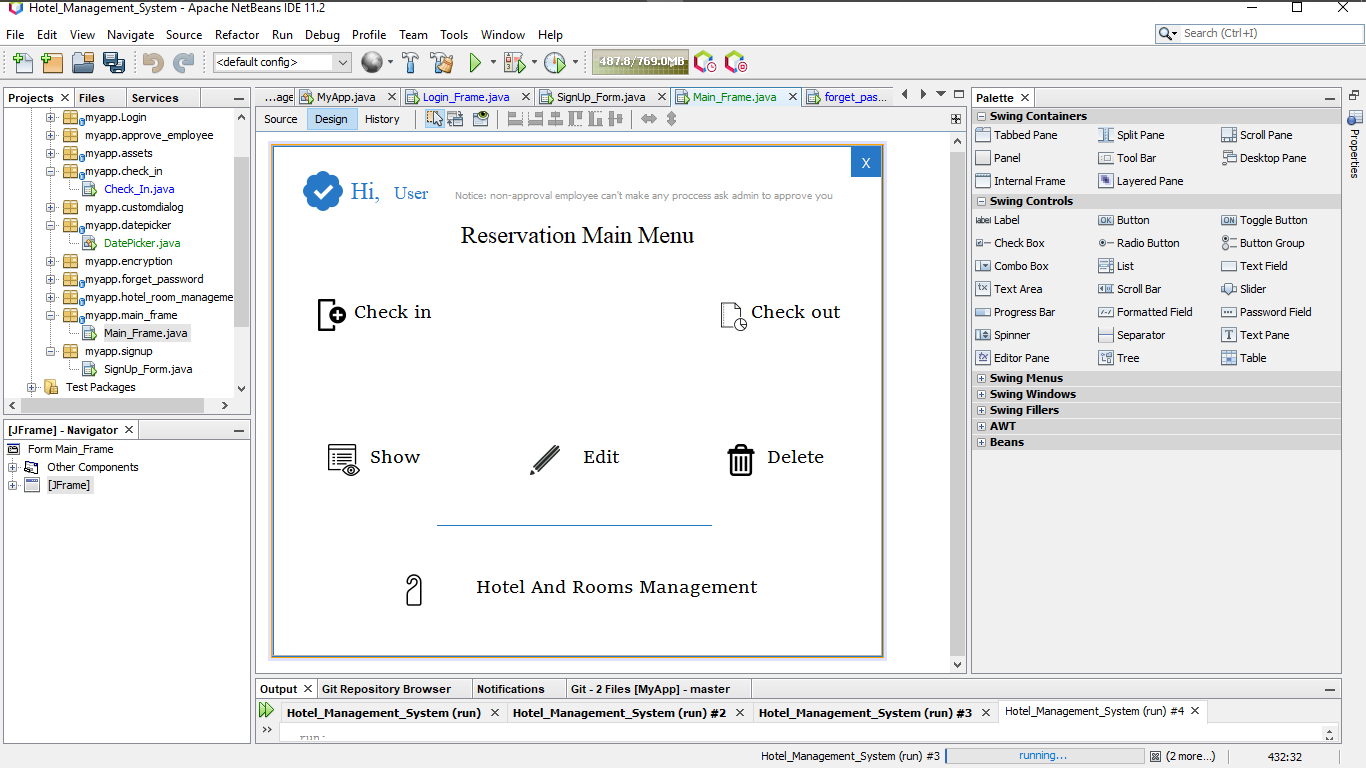 Hotel_Management_System - Apache NetBeans IDE 11.2
File Edit View Navigate Source Refactor Run Debug Profile Team Tools Window Help
Search (Ctrl+I)
<default config>
487.8/769.0MB
Projects Files Services
...age MyApp.java Login_Frame.java SignUp_Form.java Main_Frame.java forget_pas...
Source Design History
myapp.Login
myapp.approve_employee
myapp.assets
myapp.check_in
Check_In.java
myapp.customdialog
myapp.datepicker
DatePicker.java
myapp.encryption
myapp.forget_password
myapp.hotel_room_manageme
myapp.main_frame
Main_Frame.java
myapp.signup
SignUp_Form.java
Test Packages
[JFrame] - Navigator
Form Main_Frame
Other Components
[JFrame]
X
Hi, User
Notice: non-approval employee can't make any proccess ask admin to approve you
Reservation Main Menu
Check in Check out
Show Edit Delete
Hotel And Rooms Management
Palette
Swing Containers
Tabbed Pane Split Pane Scroll Pane
Panel Tool Bar Desktop Pane
Internal Frame Layered Pane
Swing Controls
label Label OK Button ON Toggle Button
Check Box Radio Button Button Group
Combo Box List Text Field
Text Area Scroll Bar Slider
Progress Bar Formatted Field Password Field
Spinner Separator Text Pane
Editor Pane Tree Table
Swing Menus
Swing Windows
Swing Fillers
AWT
Beans
Properties
Output Git Repository Browser Notifications Git - 2 Files [MyApp] - master
Hotel_Management_System (run) Hotel_Management_System (run) #2 Hotel_Management_System (run) #3 Hotel_Management_System (run) #4
run:
Hotel_Management_System (run) #3 running... (2 more...) 432:32